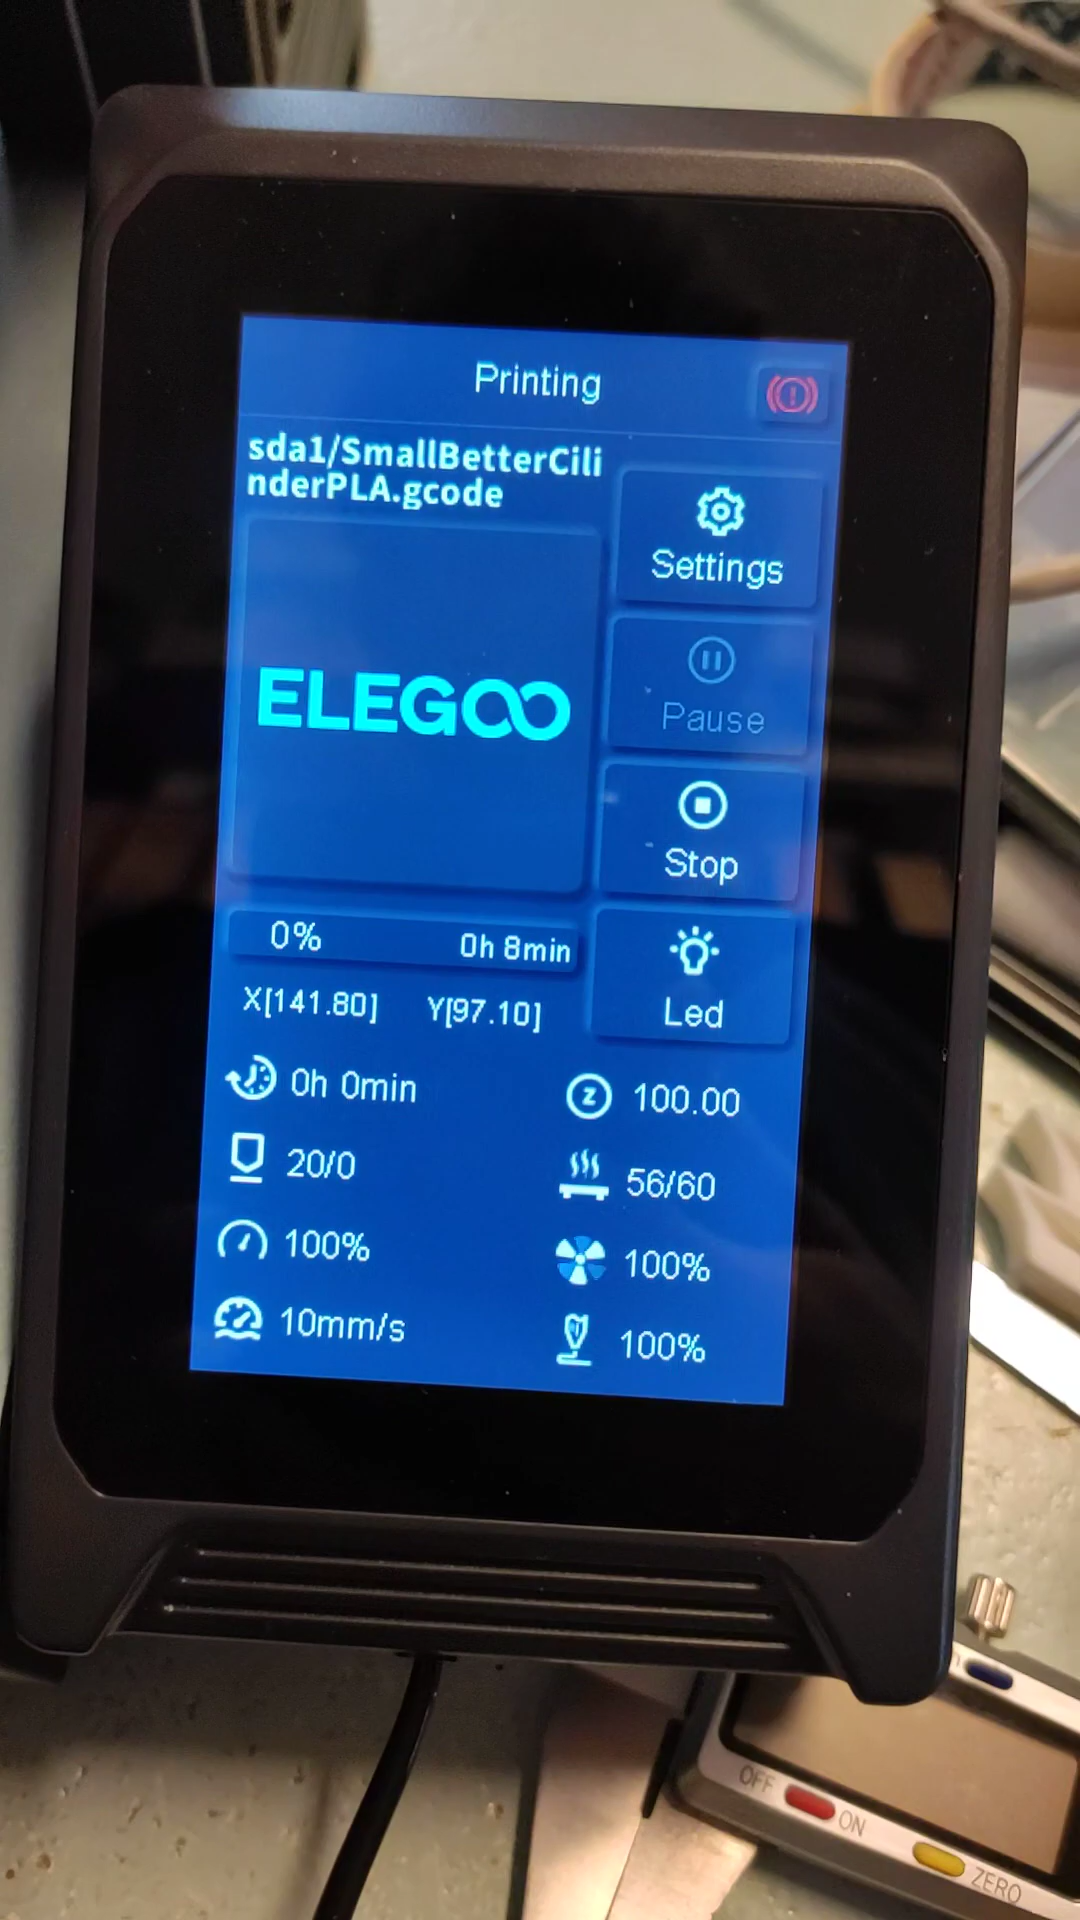 Printing
sda1/SmallBetterCili
nderPLA.gcode
Settings
ELEGOO
Pause
Stop
0% 0h 8min
Led
X[141.80] Y[97.10]
0h 0min Z 100.00
20/0 56/60
100% 100%
10mm/s 100%
OFF ON
ZERO